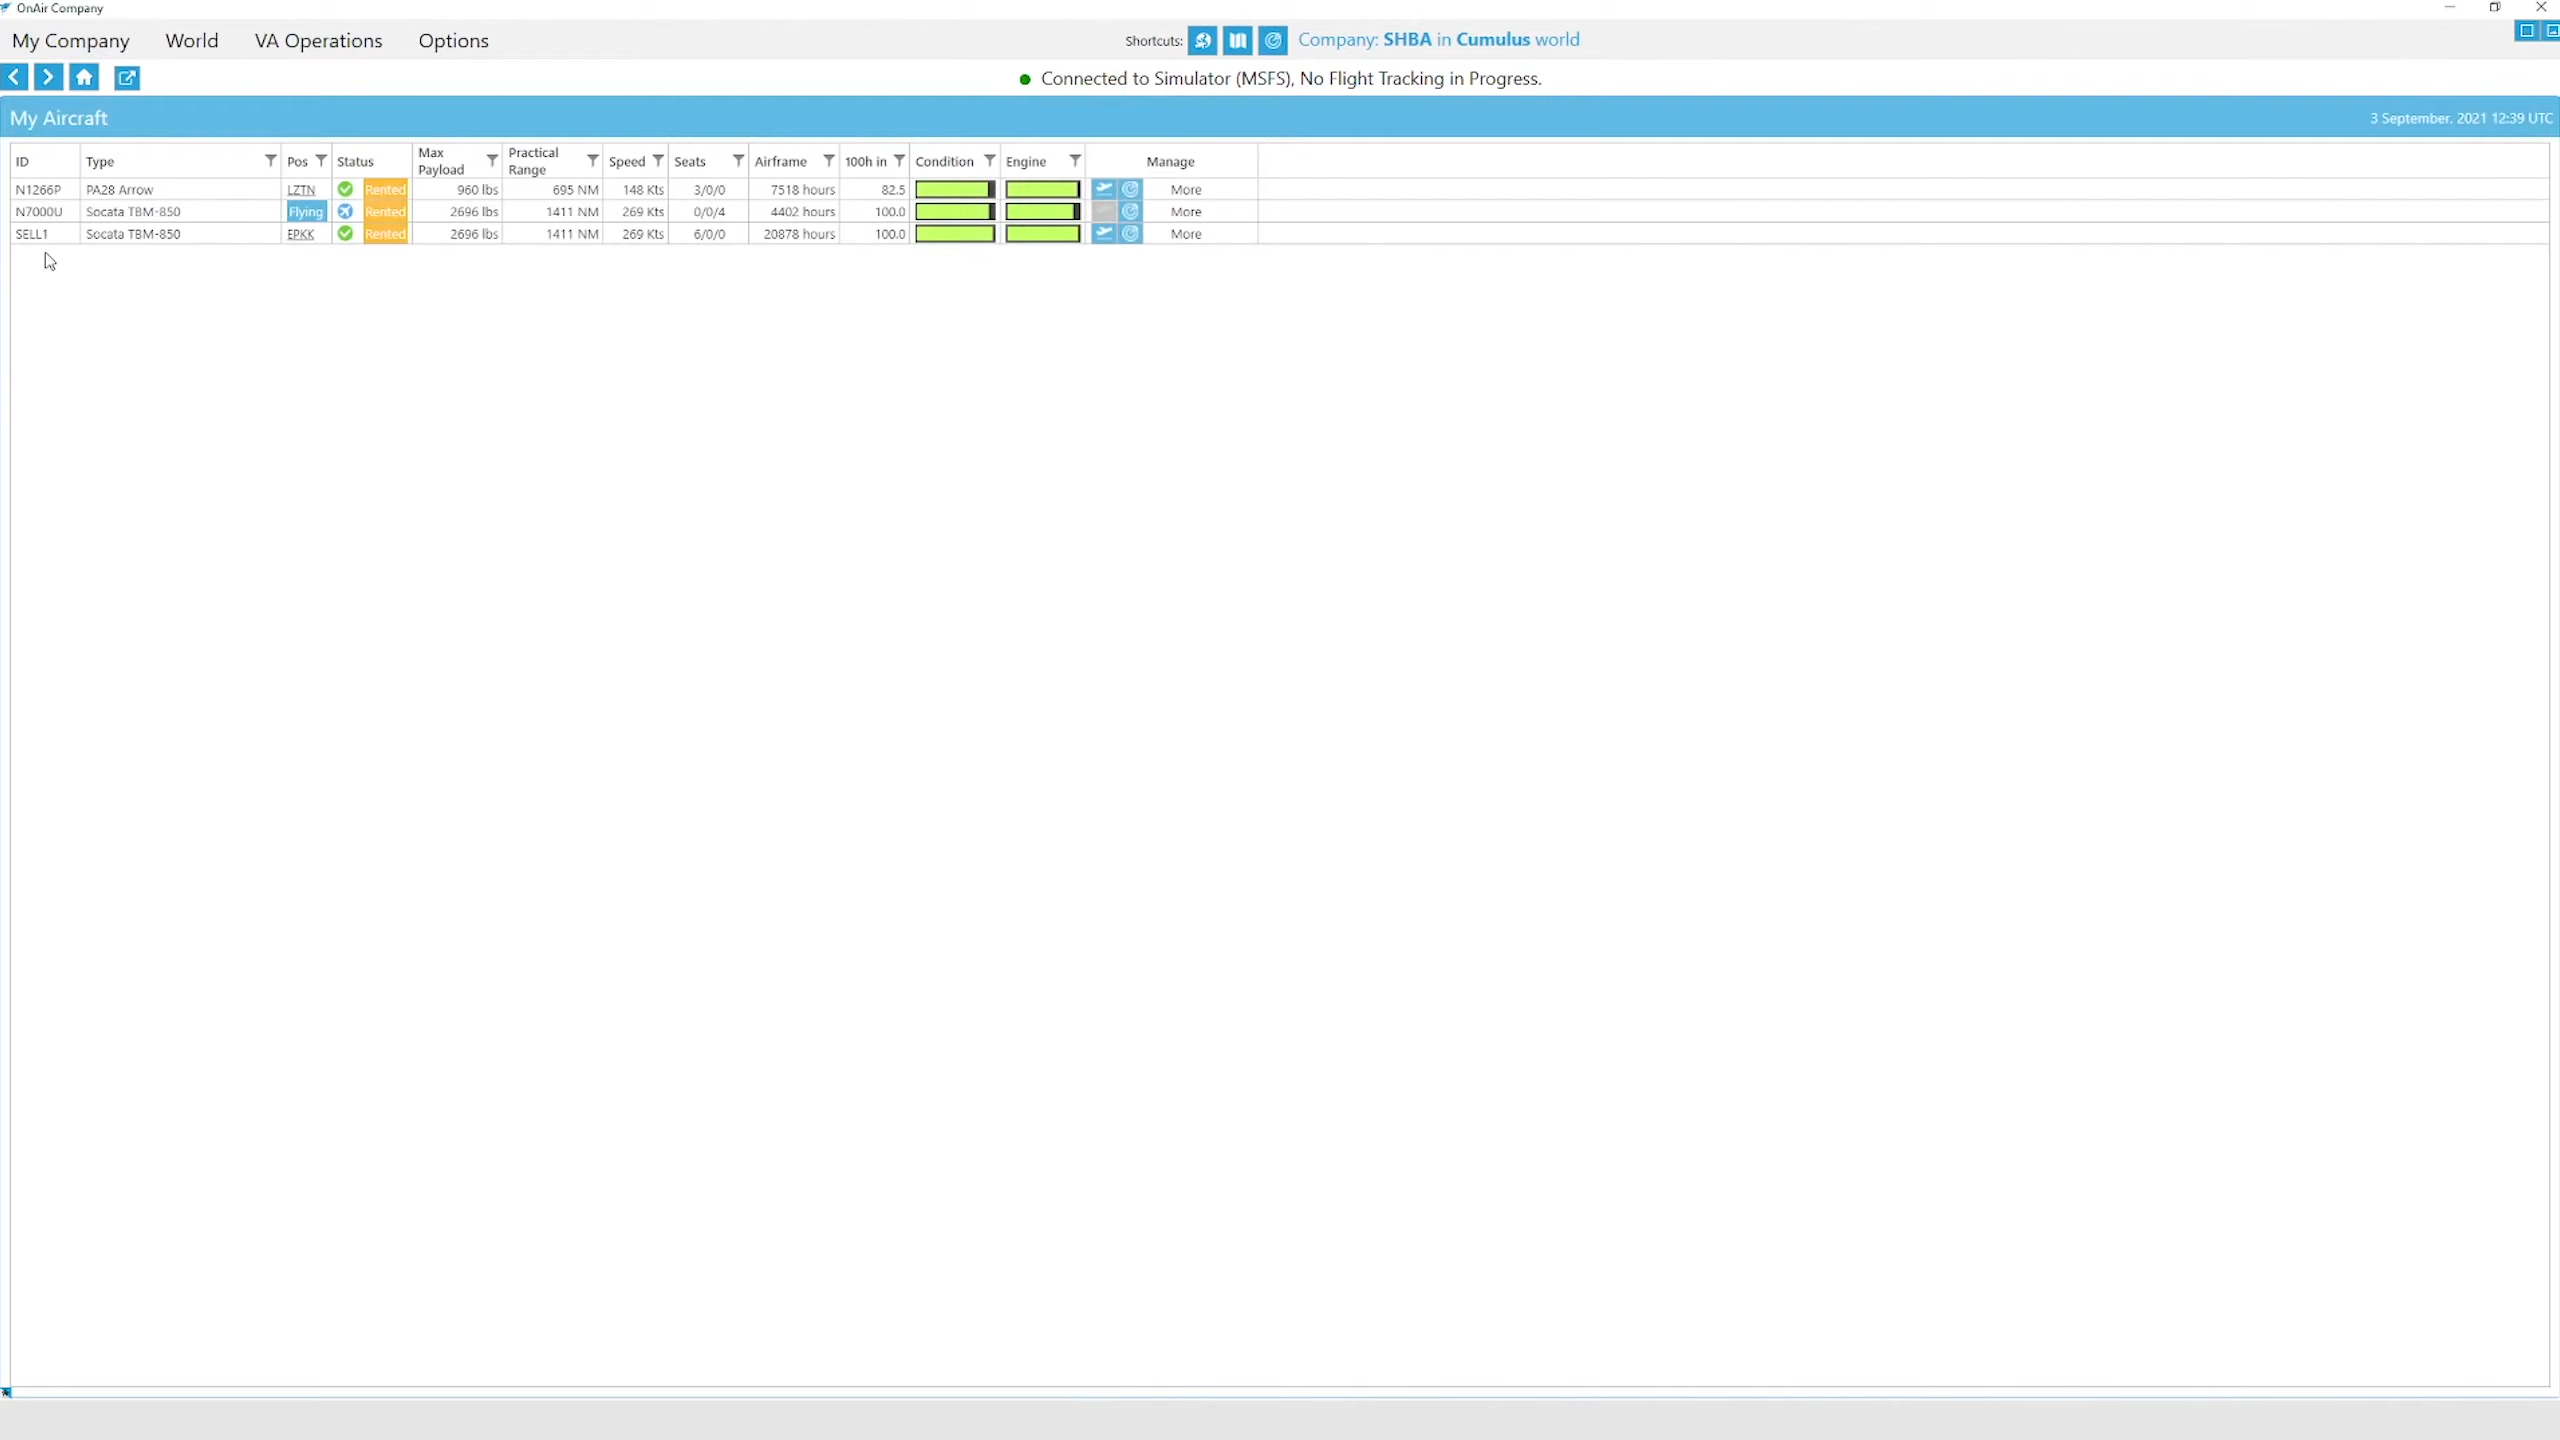 OnAir Company
My Company World VA Operations Options Shortcuts: Company: SHBA in Cumulus world
Connected to Simulator (MSFS), No Flight Tracking in Progress.
My Aircraft 3 September. 2021 12:39 UTC
ID Type Pos Status Max Payload Practical Range Speed Seats Airframe 100h in Condition Engine Manage
N1266P PA28 Arrow LZTN Rented 960 lbs 695 NM 148 Kts 3/0/0 7518 hours 82.5 More
N7000U Socata TBM-850 Flying Rented 2696 lbs 1411 NM 269 Kts 0/0/4 4402 hours 100.0 More
SELL1 Socata TBM-850 EPKK Rented 2696 lbs 1411 NM 269 Kts 6/0/0 20878 hours 100.0 More